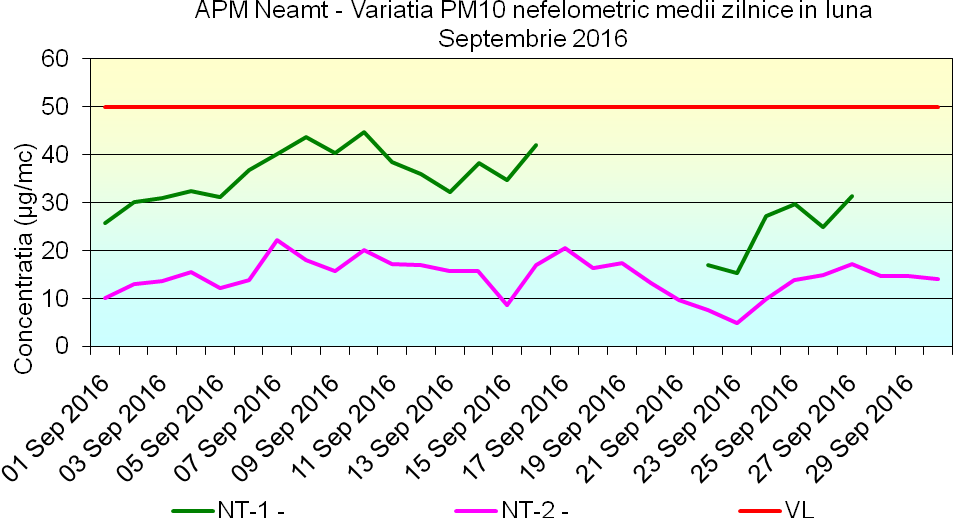 APM Neamt - Variatia PM10 nefelometric medii zilnice in luna
Septembrie 2016
Concentratia (µg/mc)
60
50
40
30
20
10
0
01 Sep 2016
03 Sep 2016
05 Sep 2016
07 Sep 2016
09 Sep 2016
11 Sep 2016
13 Sep 2016
15 Sep 2016
17 Sep 2016
19 Sep 2016
21 Sep 2016
23 Sep 2016
25 Sep 2016
27 Sep 2016
29 Sep 2016
NT-1 - NT-2 - VL